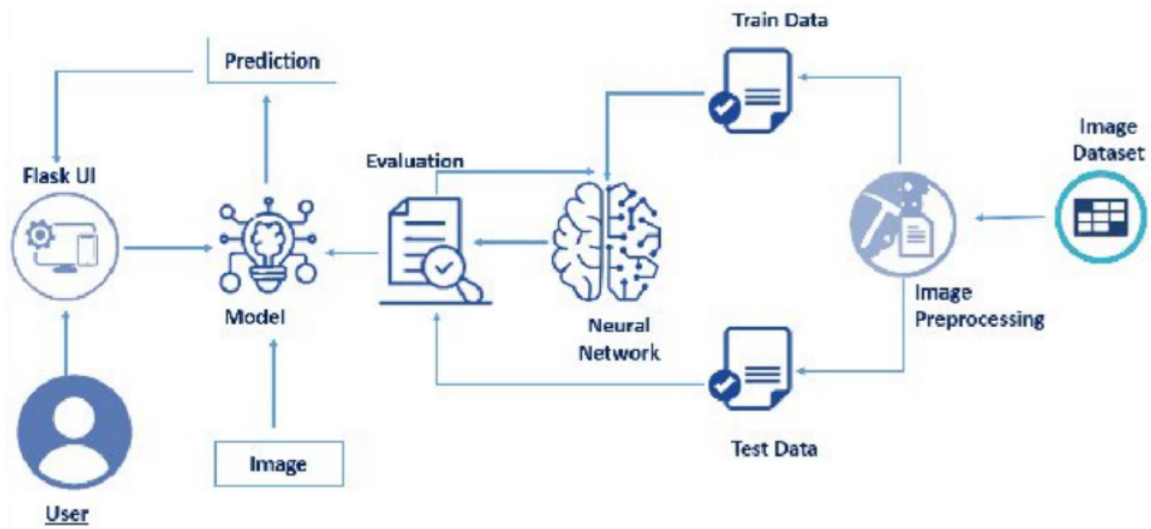 Train Data
Prediction
Image
Dataset
Evaluation
Flask UI
Image
Preprocessing
Model
Neural
Network
Test Data
Image
User